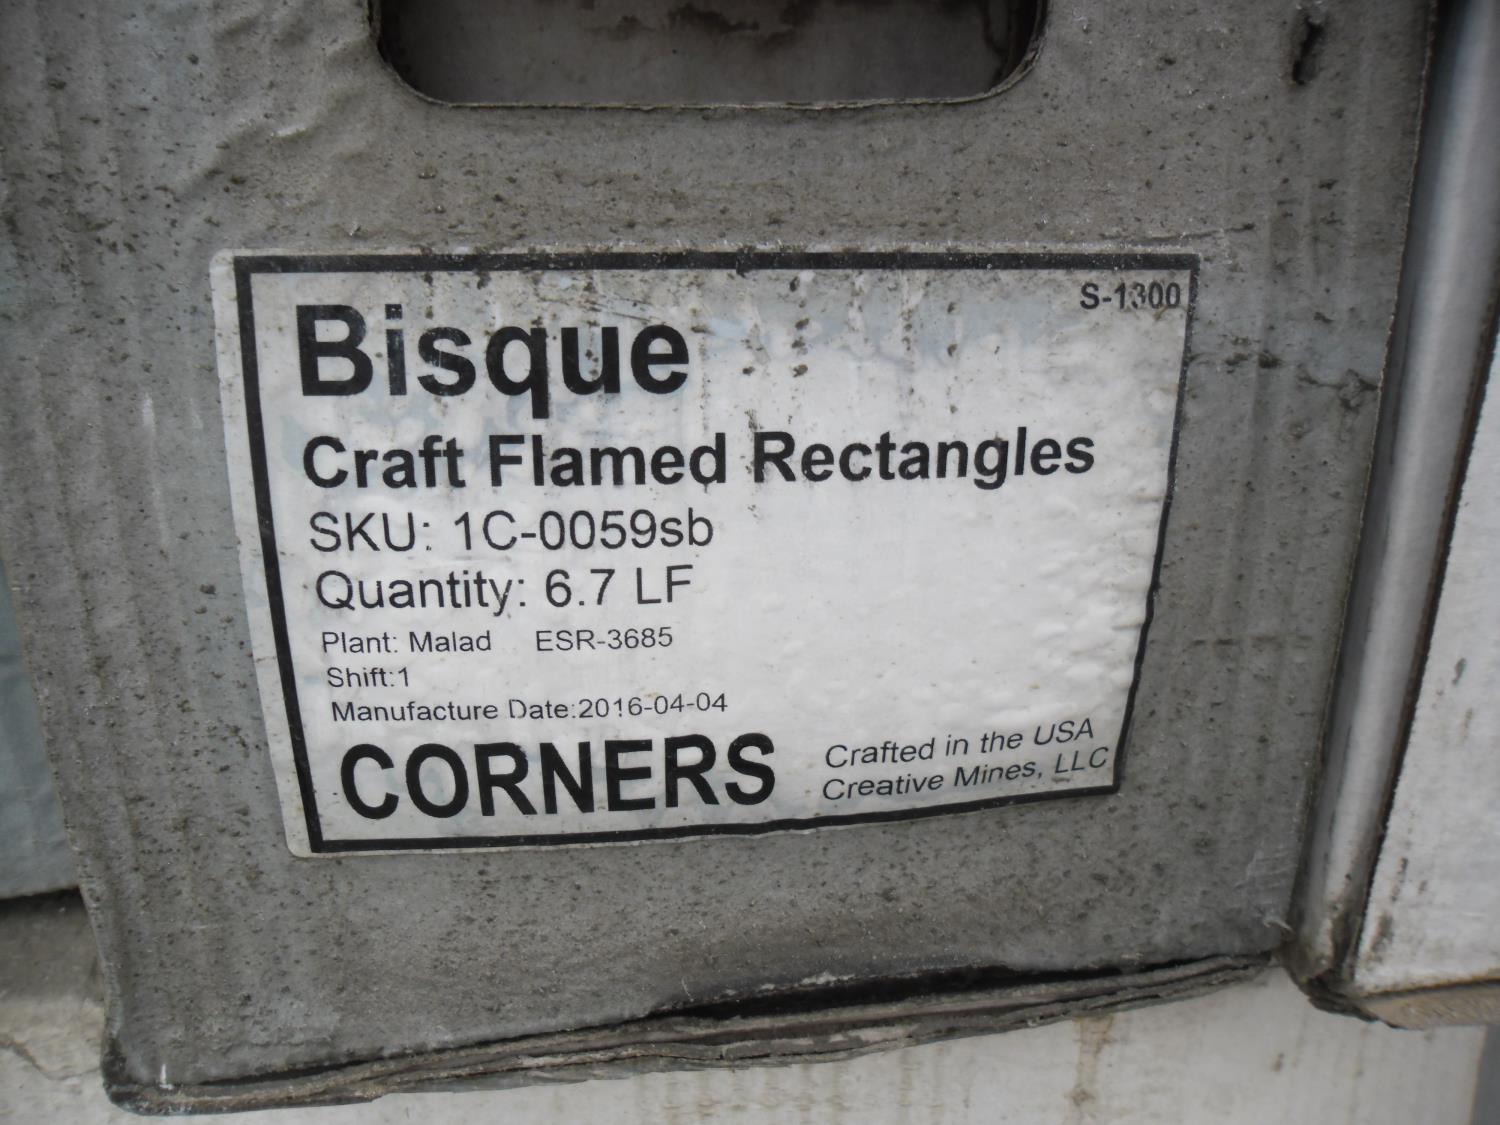 S-1300
Bisque
Craft Flamed Rectangles
SKU: 1C-0059sb
Quantity: 6.7 LF
Plant: Malad ESR-3685
Shift:1
Manufacture Date:2016-04-04
CORNERS
Crafted in the USA
Creative Mines, LLC